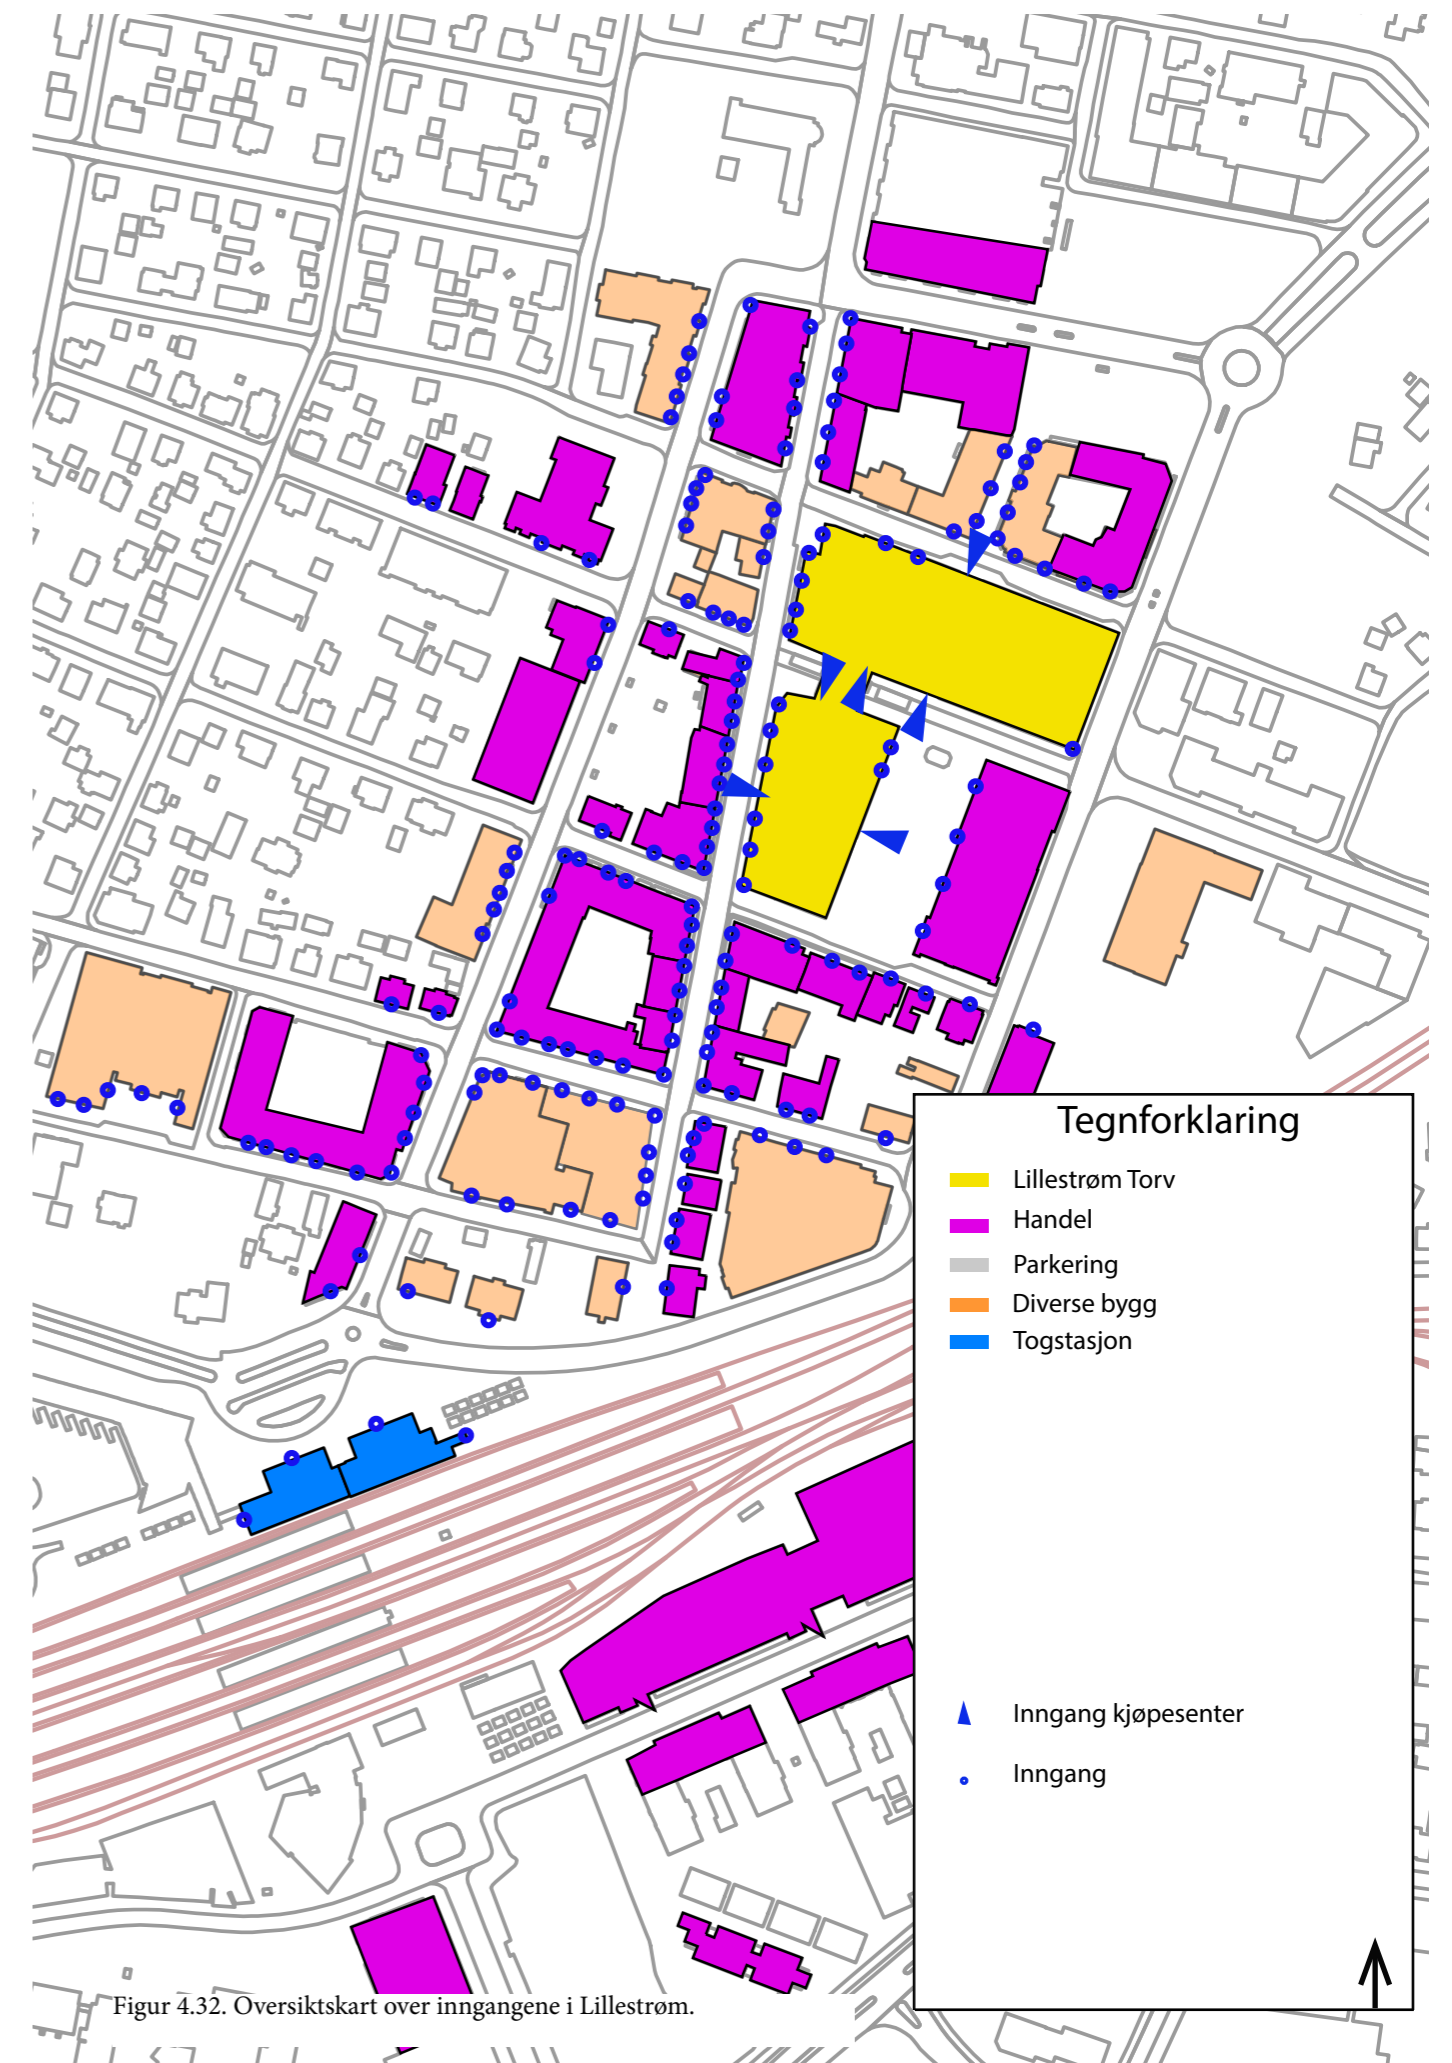 Tegnforklaring
Lillestrøm Torv
Handel
Parkering
Diverse bygg
Togstasjon
Inngang kjøpesenter
Inngang
Figur 4.32. Oversiktskart over inngangene i Lillestrøm.